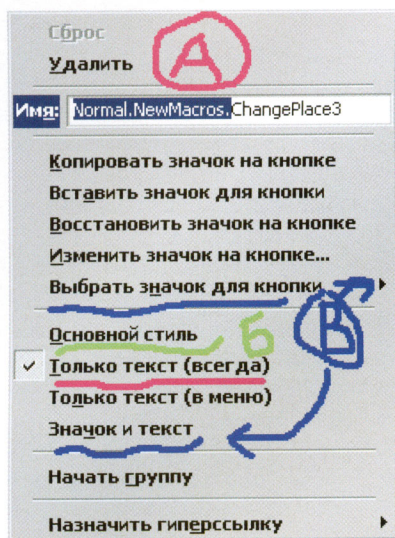 Сброс
Удалить А
Имя: Normal.NewMacros.ChangePlace3
Копировать значок на кнопке
Вставить значок для кнопки
Восстановить значок на кнопке
Изменить значок на кнопке...
Выбрать значок для кнопки
Основной стиль Б В
Только текст (всегда)
Только текст (в меню)
Значок и текст
Начать группу
Назначить гиперссылку